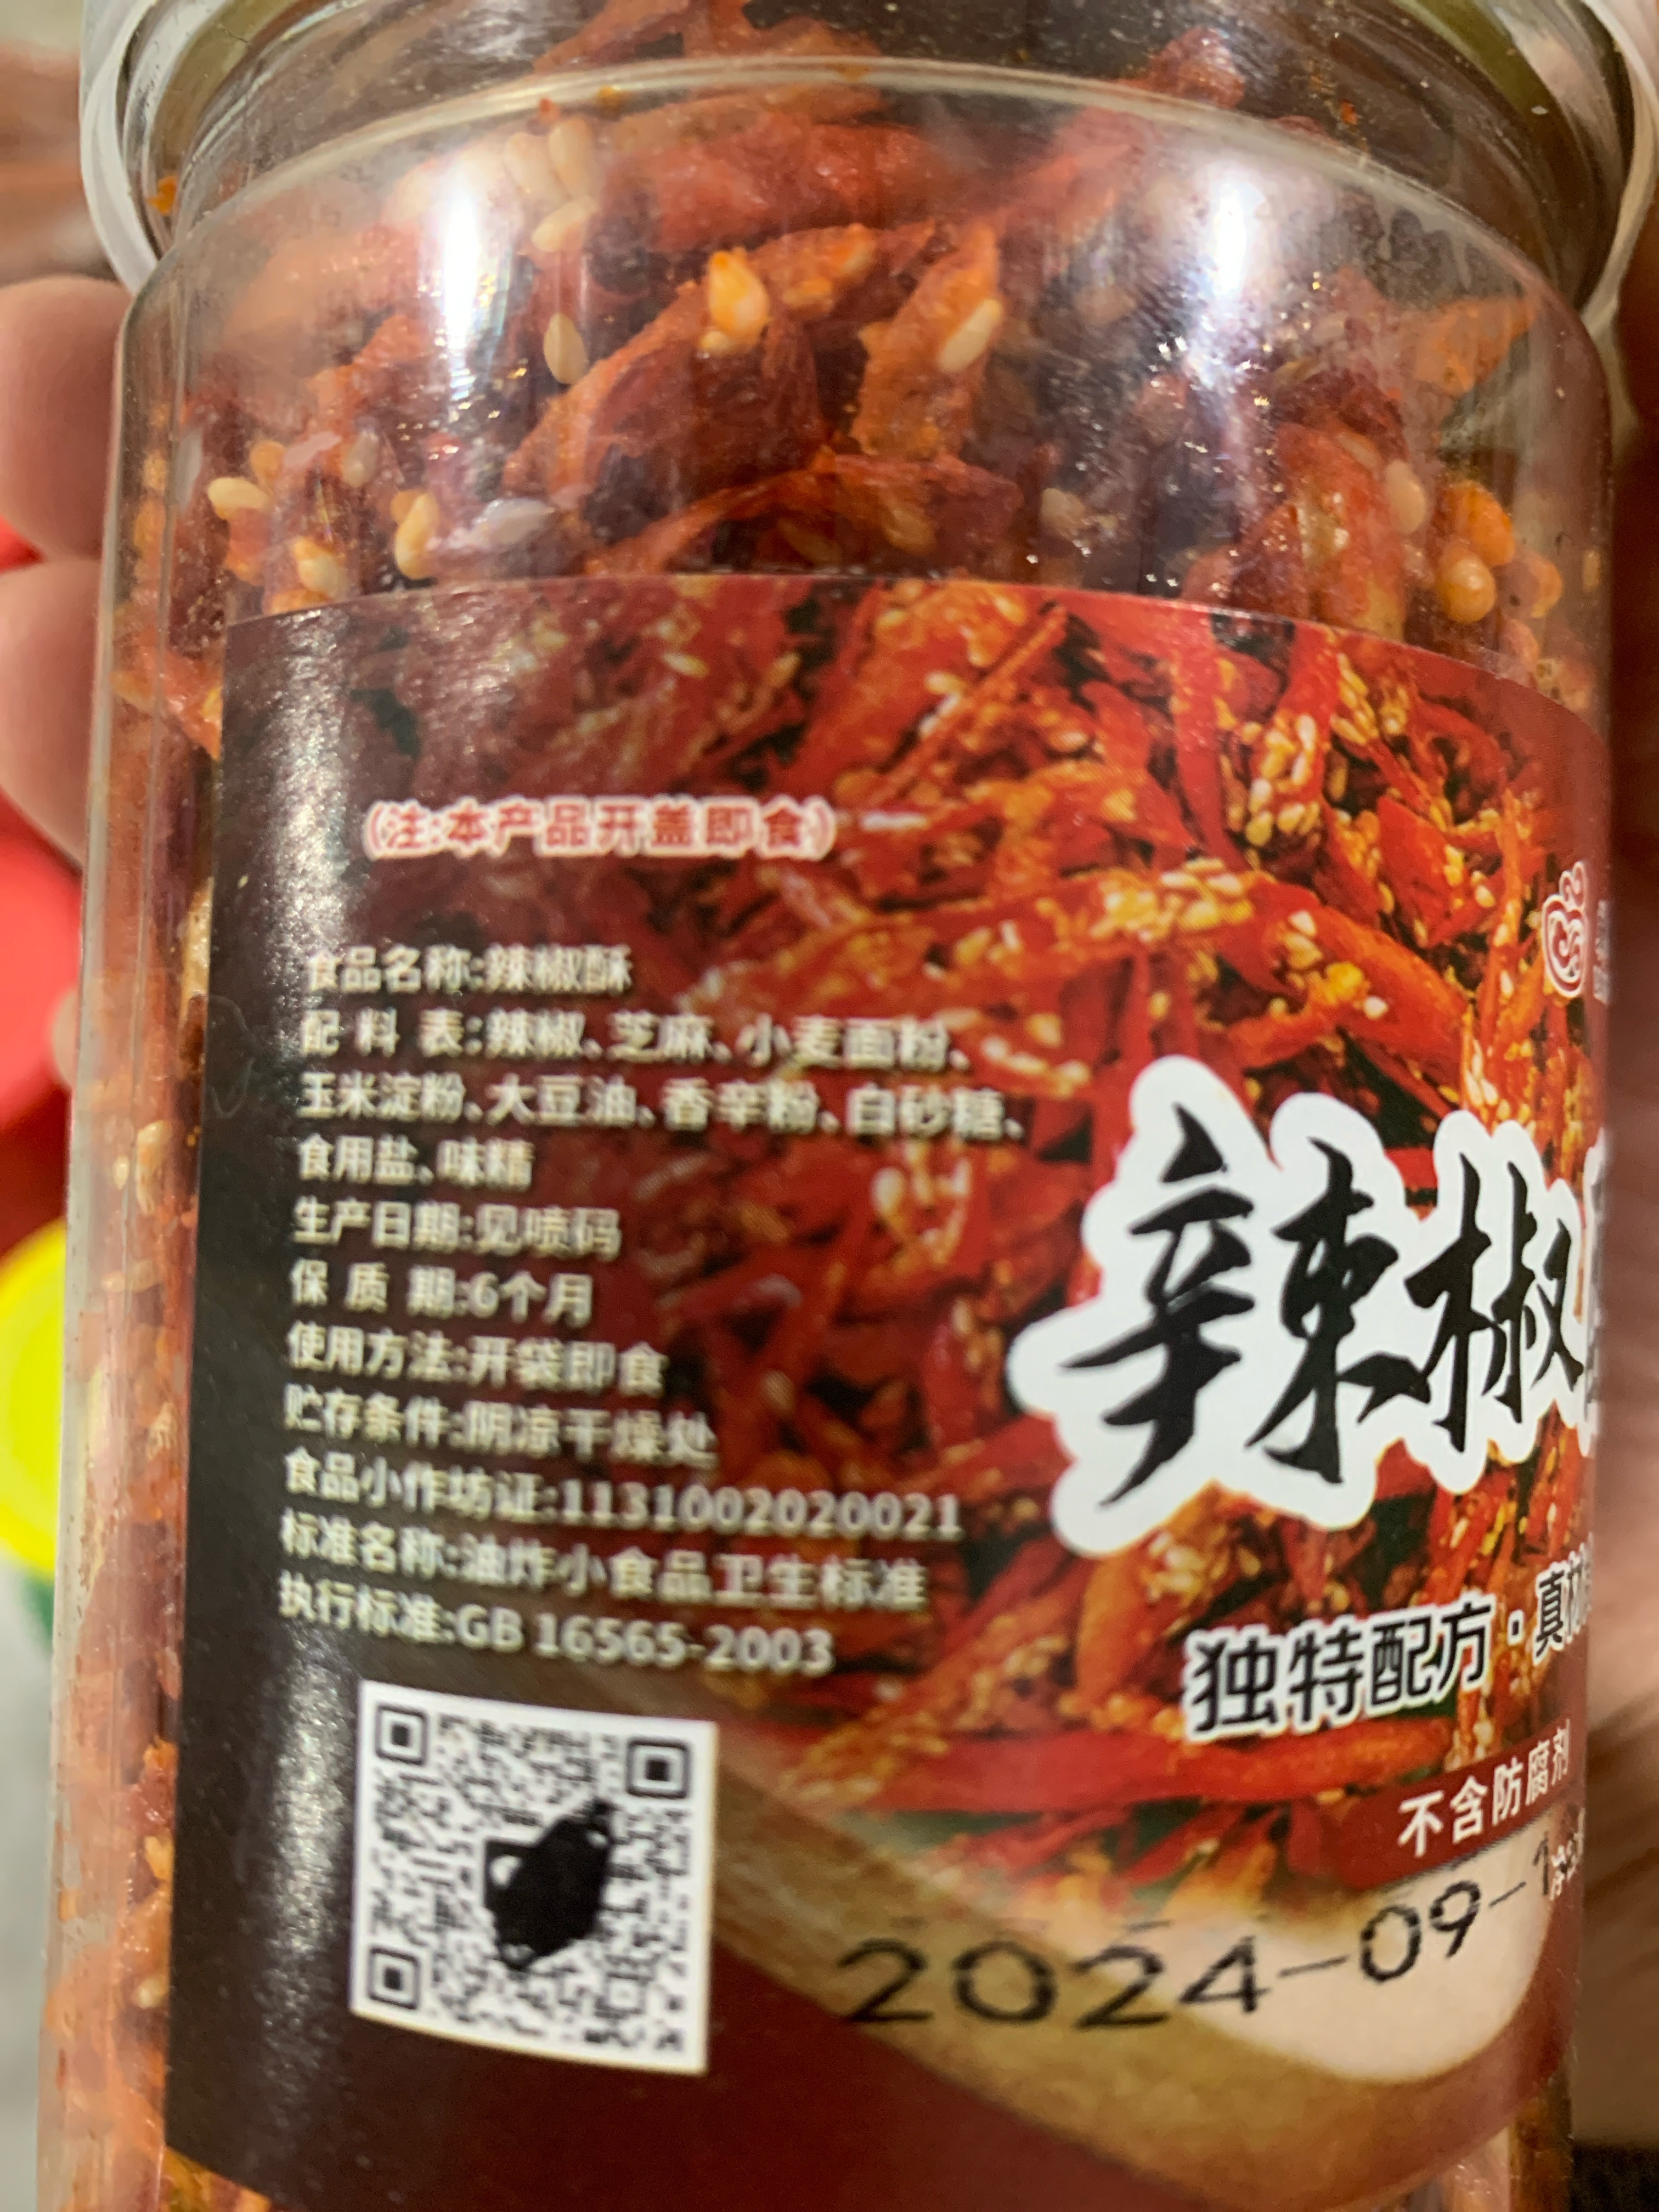 (注:本产品开盖即食)
食品名称:辣椒酥
配 料 表:辣椒、芝麻、小麦面粉、
玉米淀粉、大豆油、香辛粉、白砂糖、
食用盐、味精
生产日期:见喷码
保 质 期:6个月
使用方法:开袋即食
贮存条件:阴凉干燥处
食品小作坊证:1131002020021
标准名称:油炸小食品卫生标准
执行标准:GB 16565-2003
辣椒
独特配方·真材
不含防腐剂
2024-09-1